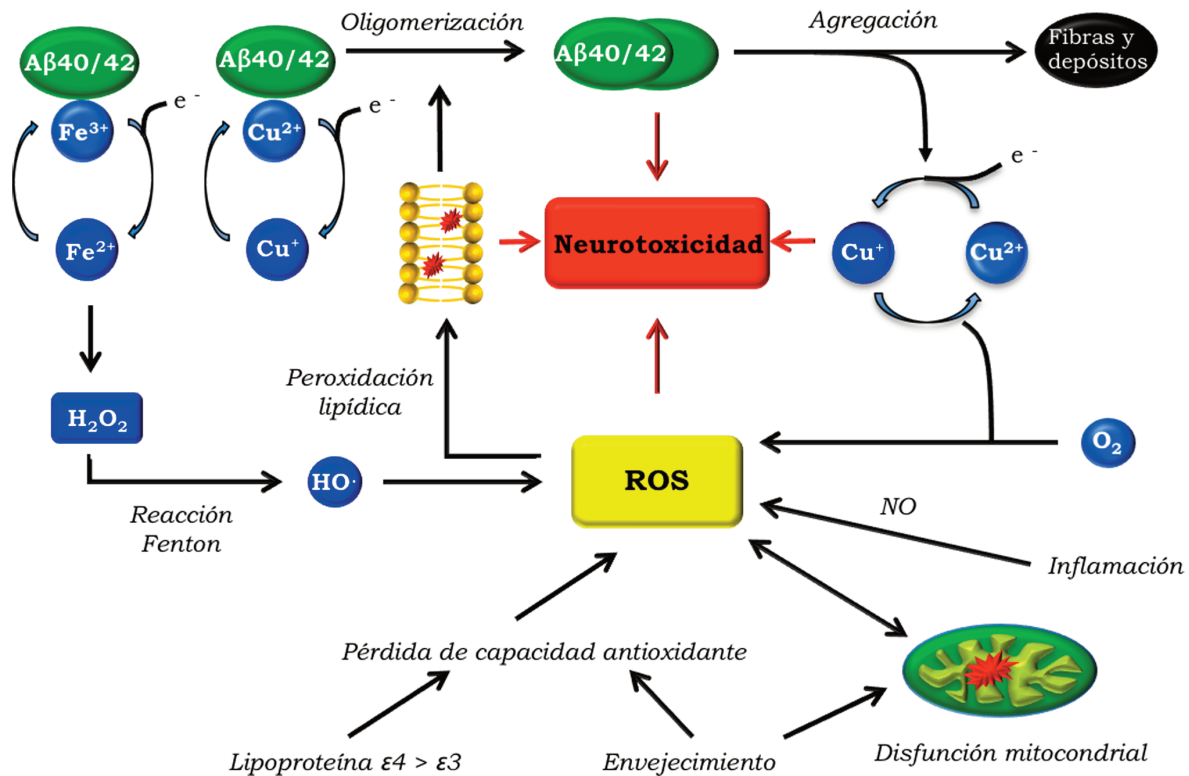 Oligomerización
Agregación
Aβ40/42
Aβ40/42
Aβ40/42
Fibras y
depósitos
e -
e -
Fe3+
Cu2+
e -
Neurotoxicidad
Fe2+
Cu+
Cu+
Cu2+
Peroxidación
lipídica
H2O2
O2
ROS
HO·
NO
Reacción
Fenton
Inflamación
Pérdida de capacidad antioxidante
Lipoproteína ε4 > ε3
Envejecimiento
Disfunción mitocondrial